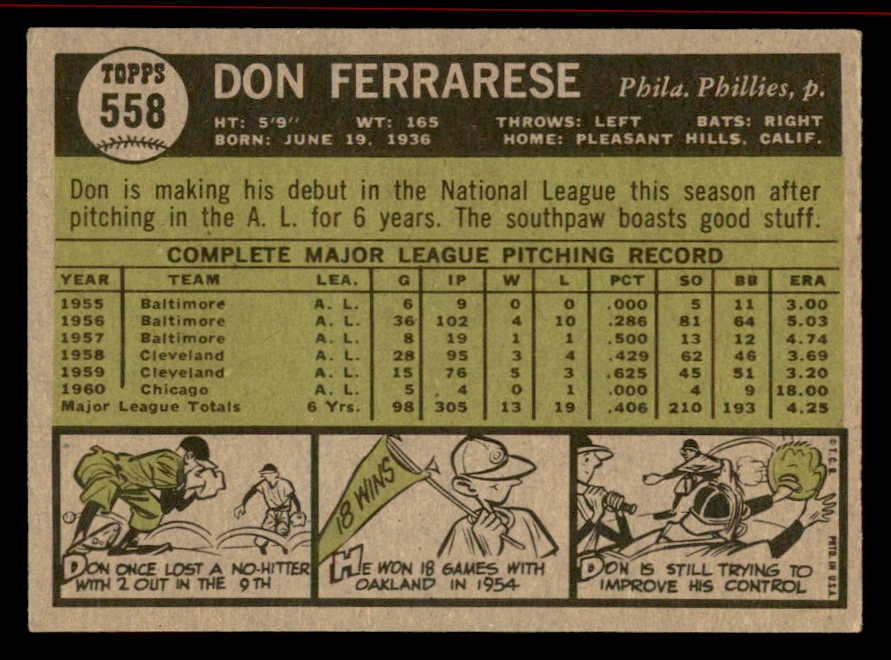 TOPPS
558
DON FERRARESE Phila. Phillies, p.
HT: 5'9" WT: 165 THROWS: LEFT BATS: RIGHT
BORN: JUNE 19, 1936 HOME: PLEASANT HILLS, CALIF.
Don is making his debut in the National League this season after
pitching in the A. L. for 6 years. The southpaw boasts good stuff.
COMPLETE MAJOR LEAGUE PITCHING RECORD
YEAR TEAM LEA. G IP W L PCT SO BB ERA
1955 Baltimore A. L. 6 9 0 0 .000 5 11 3.00
1956 Baltimore A. L. 36 102 4 10 .286 81 64 5.03
1957 Baltimore A. L. 8 19 1 1 .500 13 12 4.74
1958 Cleveland A. L. 28 95 3 4 .429 62 46 3.69
1959 Cleveland A. L. 15 76 5 3 .625 45 51 3.20
1960 Chicago A. L. 5 4 0 1 .000 4 9 18.00
Major League Totals 6 Yrs. 98 305 13 19 .406 210 193 4.25
DON ONCE LOST A NO-HITTER
WITH 2 OUT IN THE 9TH
18 WINS
HE WON 18 GAMES WITH
OAKLAND IN 1954
DON IS STILL TRYING TO
IMPROVE HIS CONTROL
© T. C. G. PRTD. IN U.S.A.